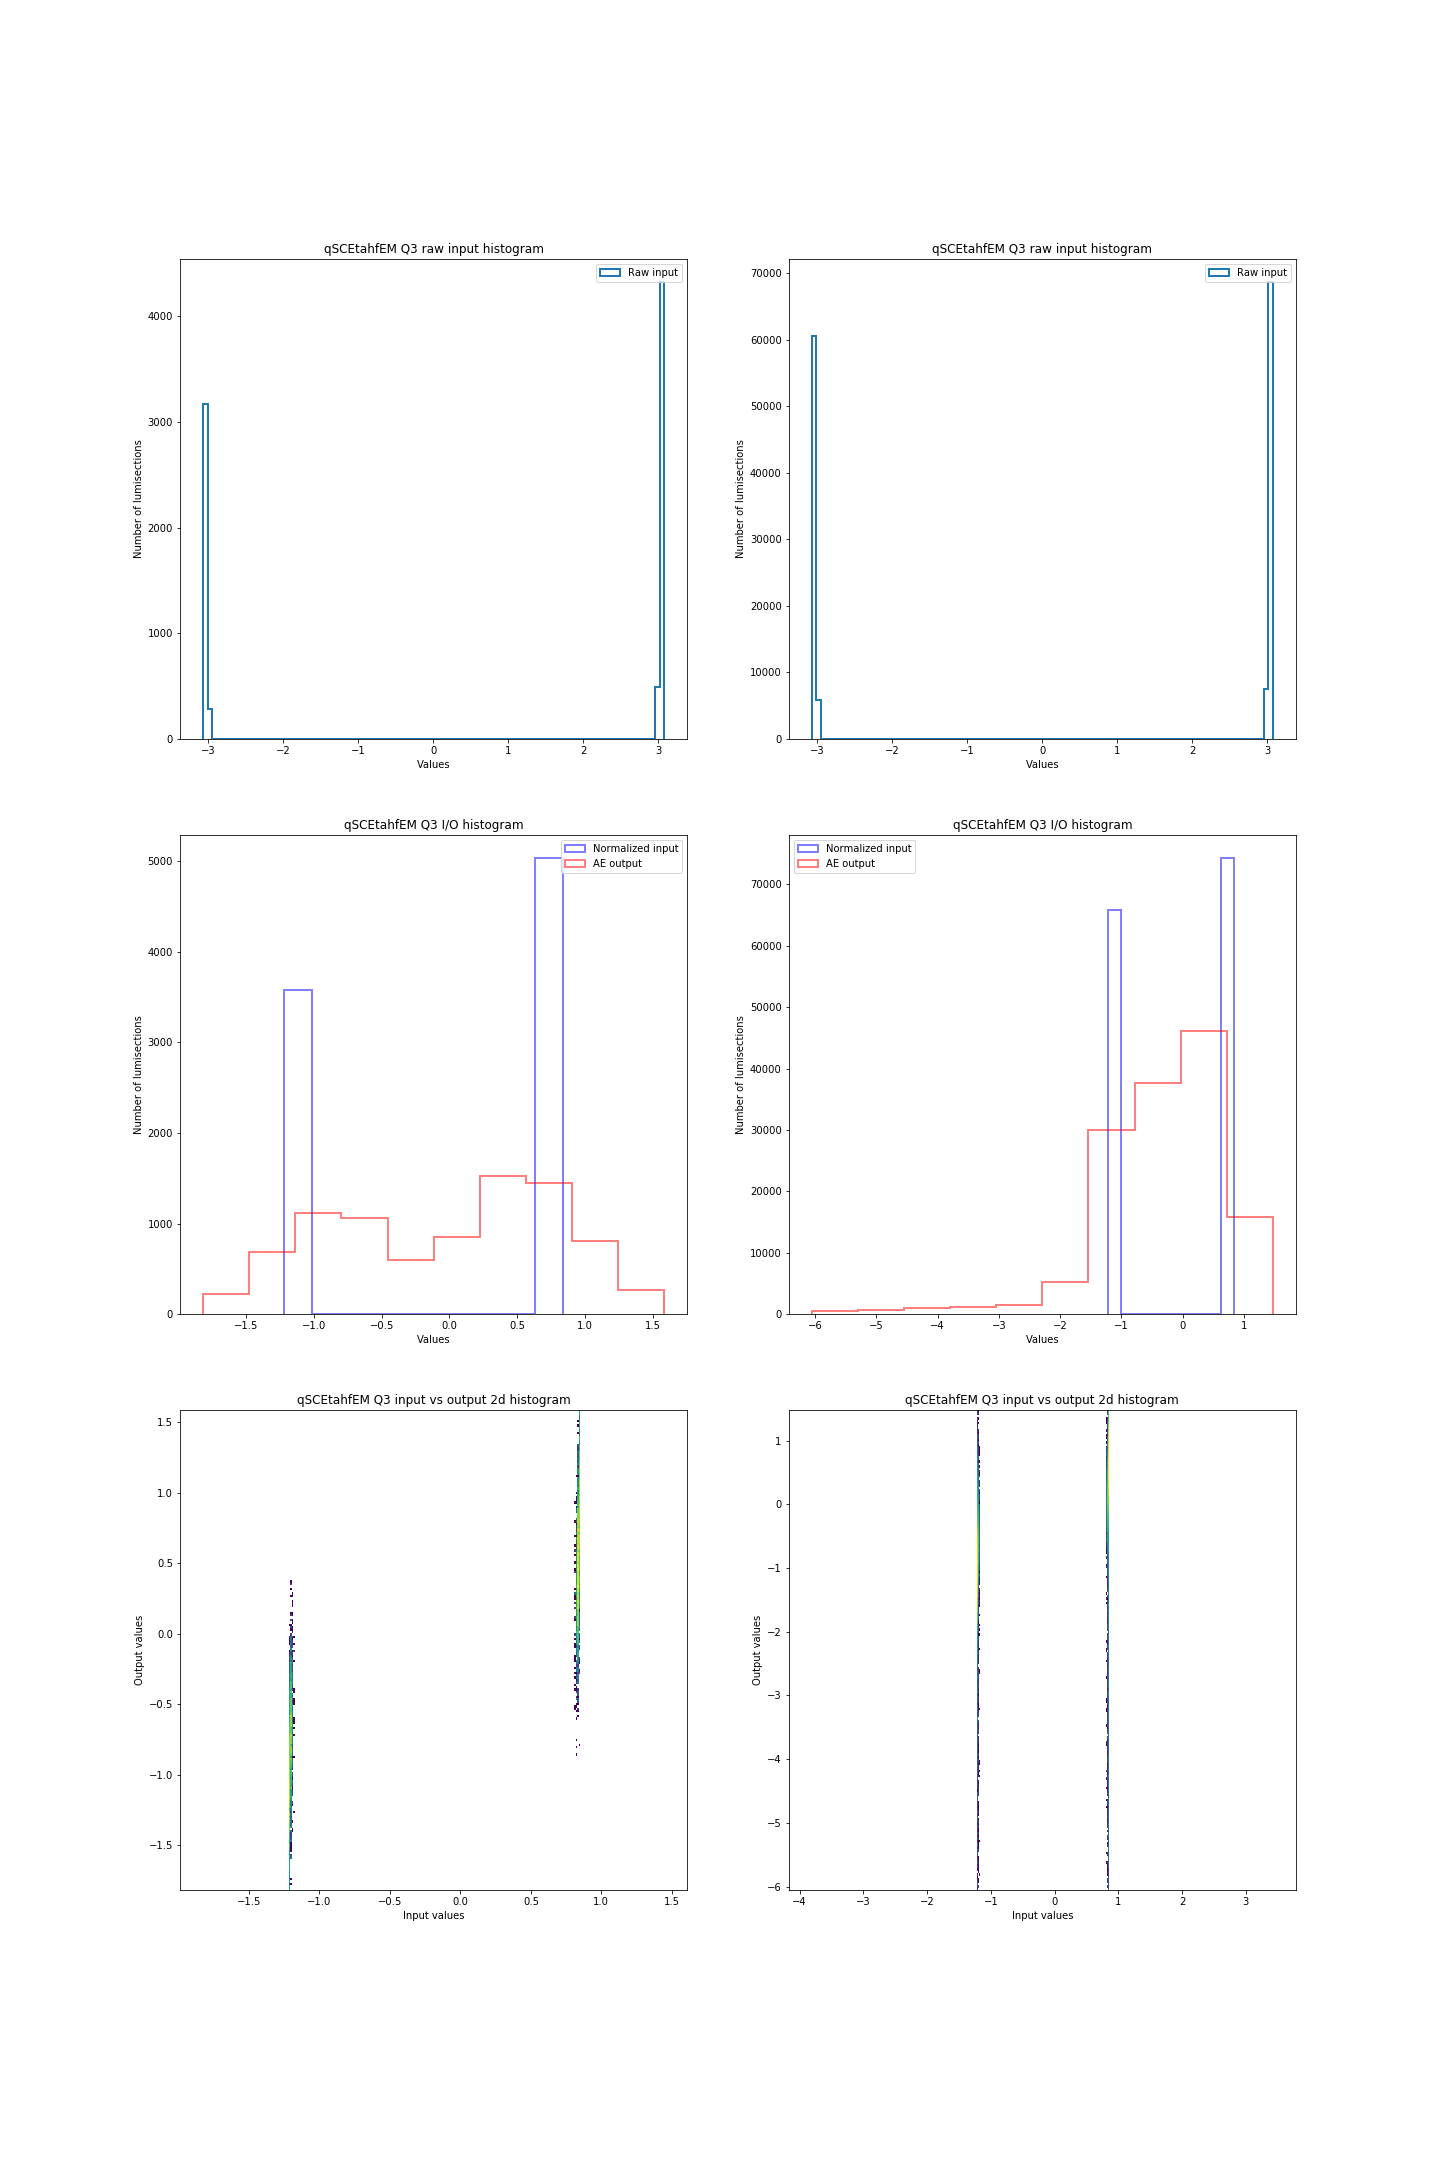 qSCEtahfEM Q3 raw input histogram
Raw input
Number of lumisections
4000
3000
2000
1000
0
−3 −2 −1 0 1 2 3
Values
qSCEtahfEM Q3 raw input histogram
Raw input
Number of lumisections
70000
60000
50000
40000
30000
20000
10000
0
−3 −2 −1 0 1 2 3
Values
qSCEtahfEM Q3 I/O histogram
Normalized input
AE output
Number of lumisections
5000
4000
3000
2000
1000
0
−1.5 −1.0 −0.5 0.0 0.5 1.0 1.5
Values
qSCEtahfEM Q3 I/O histogram
Normalized input
AE output
Number of lumisections
70000
60000
50000
40000
30000
20000
10000
0
−6 −5 −4 −3 −2 −1 0 1
Values
qSCEtahfEM Q3 input vs output 2d histogram
Output values
1.5
1.0
0.5
0.0
−0.5
−1.0
−1.5
−1.5 −1.0 −0.5 0.0 0.5 1.0 1.5
Input values
qSCEtahfEM Q3 input vs output 2d histogram
Output values
1
0
−1
−2
−3
−4
−5
−6
−4 −3 −2 −1 0 1 2 3
Input values